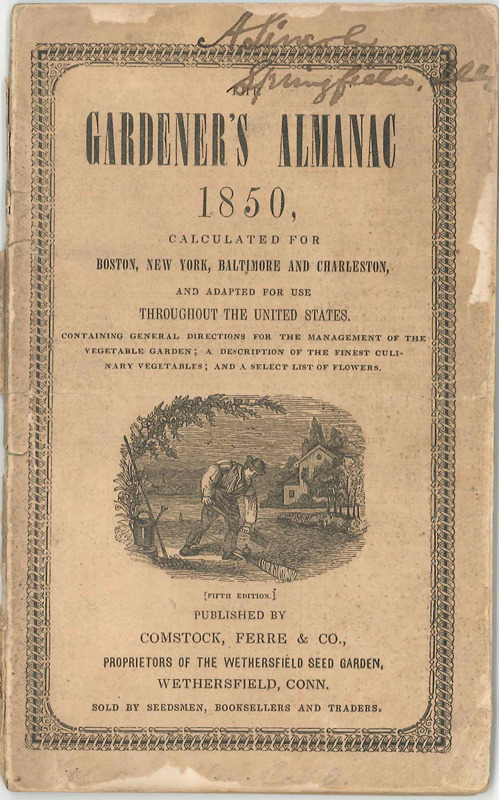 A. Lincoln
Springfield, Ills
THE
GARDENER'S ALMANAC
1850,
CALCULATED FOR
BOSTON, NEW YORK, BALTIMORE AND CHARLESTON,
AND ADAPTED FOR USE
THROUGHOUT THE UNITED STATES.
CONTAINING GENERAL DIRECTIONS FOR THE MANAGEMENT OF THE
VEGETABLE GARDEN; A DESCRIPTION OF THE FINEST CULI-
NARY VEGETABLES; AND A SELECT LIST OF FLOWERS.
[FIFTH EDITION.]
PUBLISHED BY
COMSTOCK, FERRE & CO.,
PROPRIETORS OF THE WETHERSFIELD SEED GARDEN,
WETHERSFIELD, CONN.
SOLD BY SEEDSMEN, BOOKSELLERS AND TRADERS.